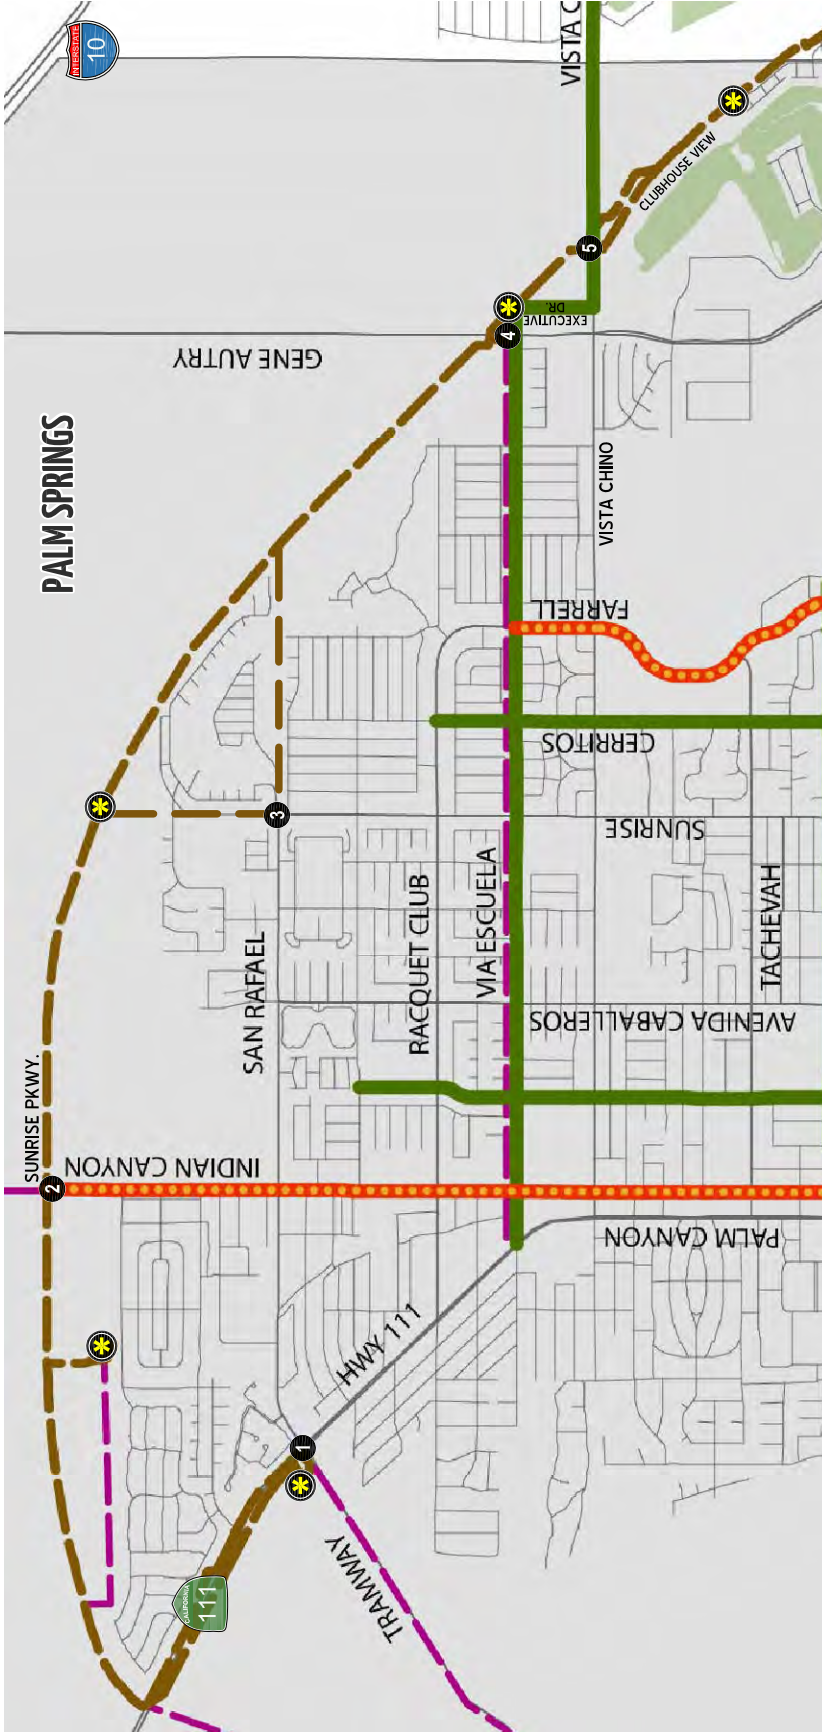 INTERSTATE
10
VISTA C
CLUBHOUSE VIEW
5
EXECUTIVE
DR.
4
GENE AUTRY
PALM SPRINGS
VISTA CHINO
FARRELL
CERRITOS
SUNRISE
3
RACQUET CLUB
VIA ESCUELA
TACHEVAH
SAN RAFAEL
AVENIDA CABALLEROS
SUNRISE PKWY.
INDIAN CANYON
2
PALM CANYON
HWY 111
1
CALIFORNIA
111
TRAMWAY